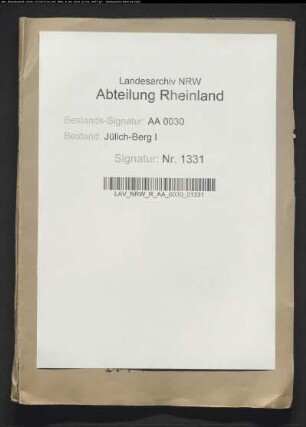 Landesarchiv NRW
Abteilung Rheinland
Bestands-Signatur: AA 0030
Bestand: Jülich-Berg I
Signatur: Nr. 1331
LAV_NRW_R_AA_0030_01331